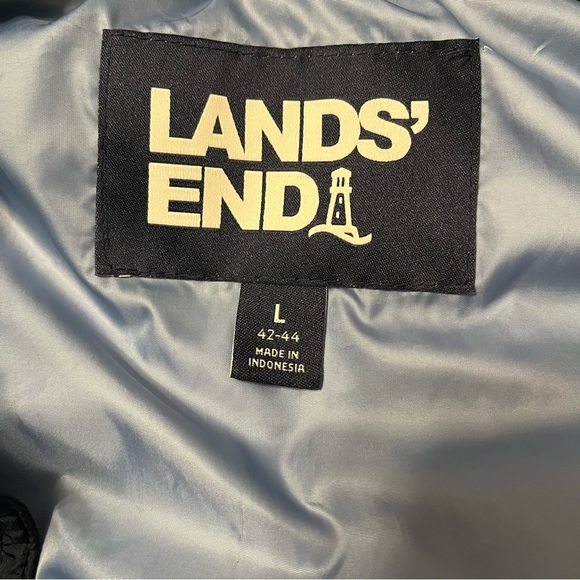 LANDS'
END
L
42-44
MADE IN
INDONESIA